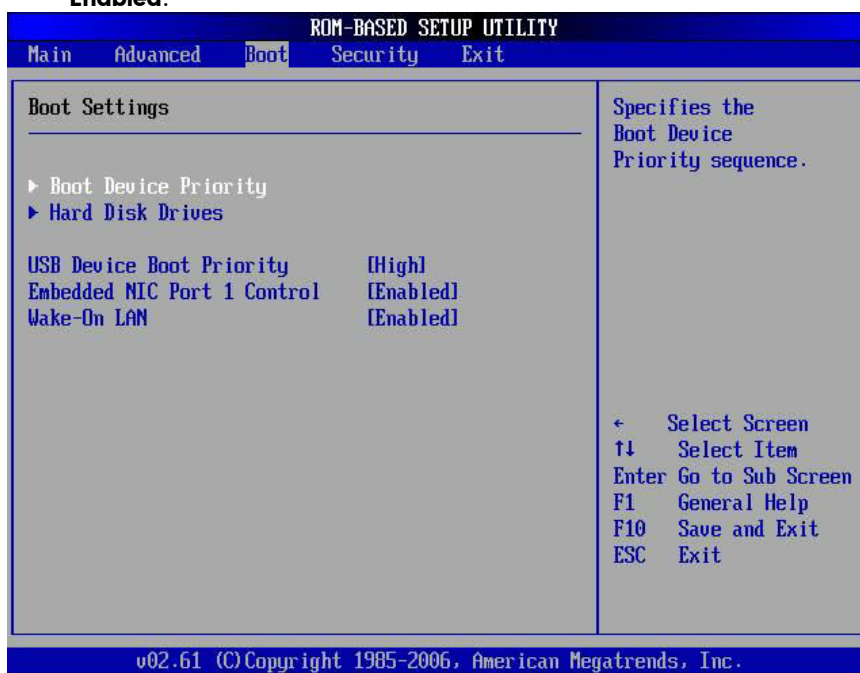 Enabled.
ROM-BASED SETUP UTILITY
Main Advanced Boot Security Exit
Boot Settings
▶ Boot Device Priority
▶ Hard Disk Drives
USB Device Boot Priority [High]
Embedded NIC Port 1 Control [Enabled]
Wake-On LAN [Enabled]
Specifies the
Boot Device
Priority sequence.
← Select Screen
↑↓ Select Item
Enter Go to Sub Screen
F1 General Help
F10 Save and Exit
ESC Exit
v02.61 (C)Copyright 1985-2006, American Megatrends, Inc.